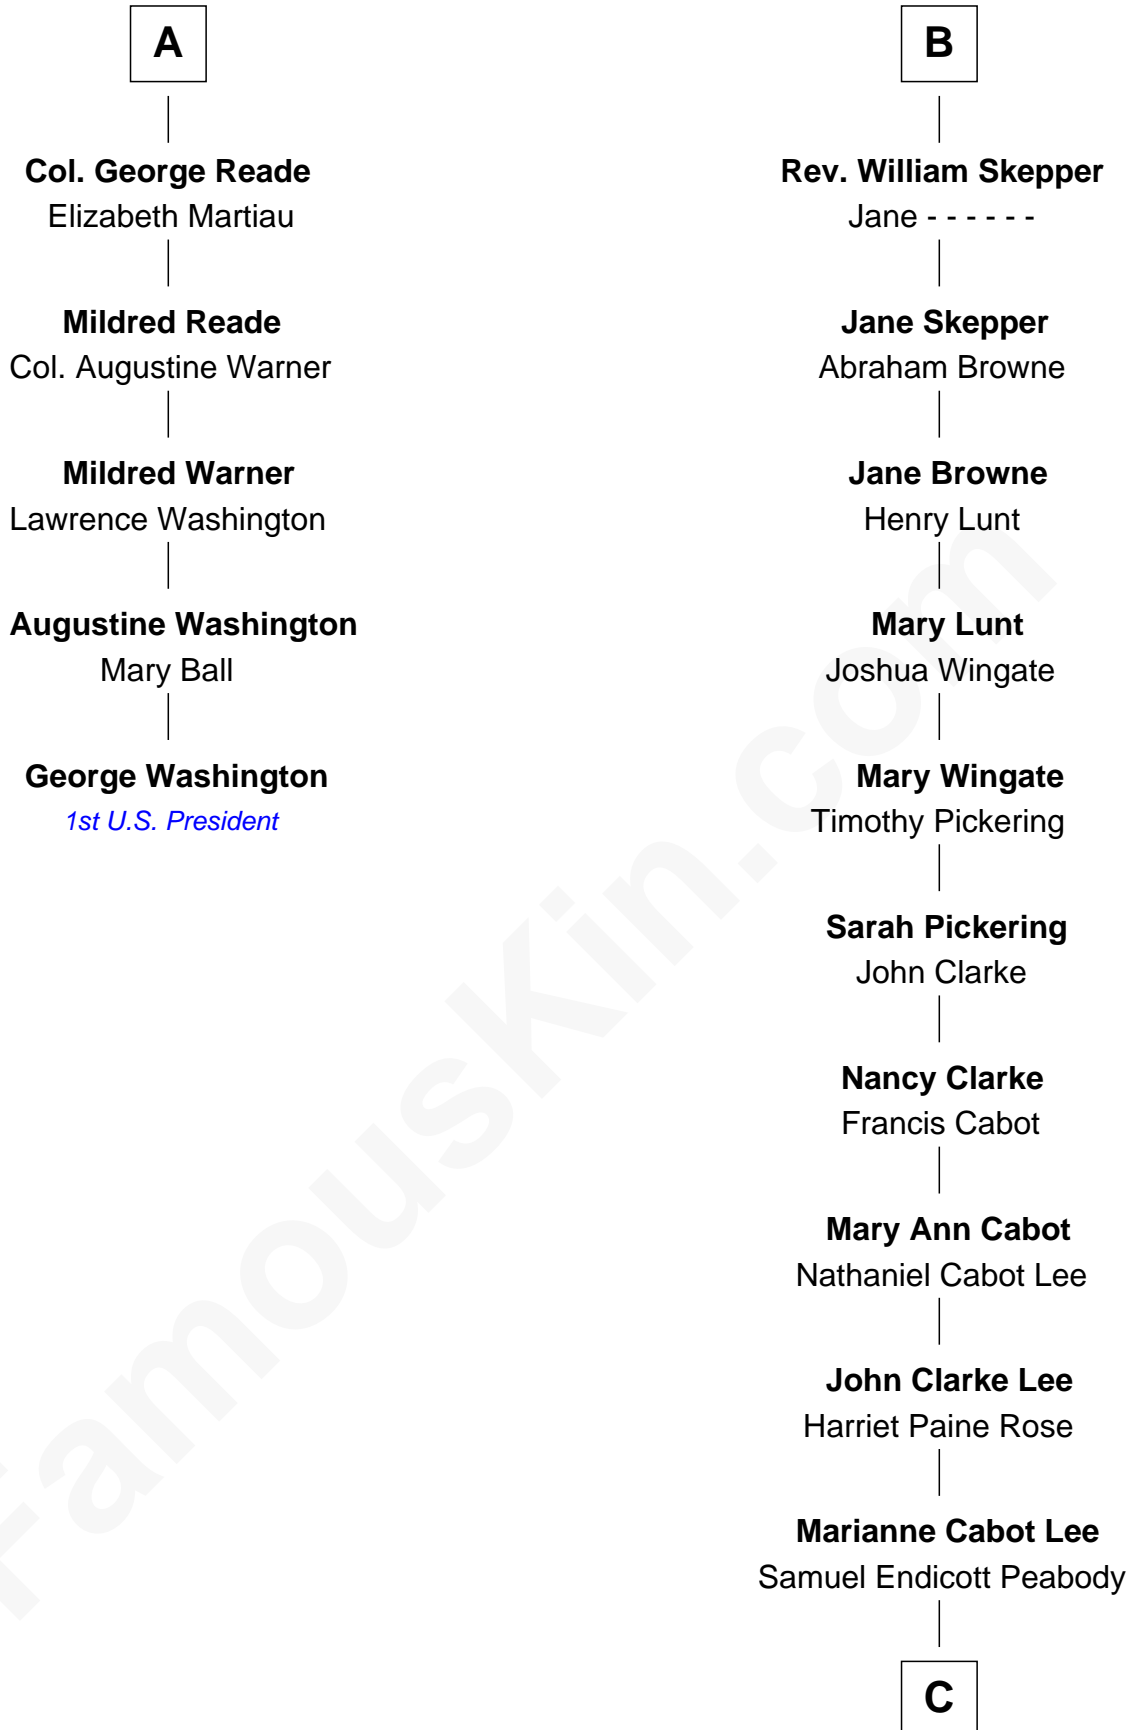 A
Col. George Reade
Elizabeth Martiau
Mildred Reade
Col. Augustine Warner
Mildred Warner
Lawrence Washington
Augustine Washington
Mary Ball
George Washington
1st U.S. President
B
Rev. William Skepper
Jane - - - - - -
Jane Skepper
Abraham Browne
Jane Browne
Henry Lunt
Mary Lunt
Joshua Wingate
Mary Wingate
Timothy Pickering
Sarah Pickering
John Clarke
Nancy Clarke
Francis Cabot
Mary Ann Cabot
Nathaniel Cabot Lee
John Clarke Lee
Harriet Paine Rose
Marianne Cabot Lee
Samuel Endicott Peabody
C
FamousKin.com